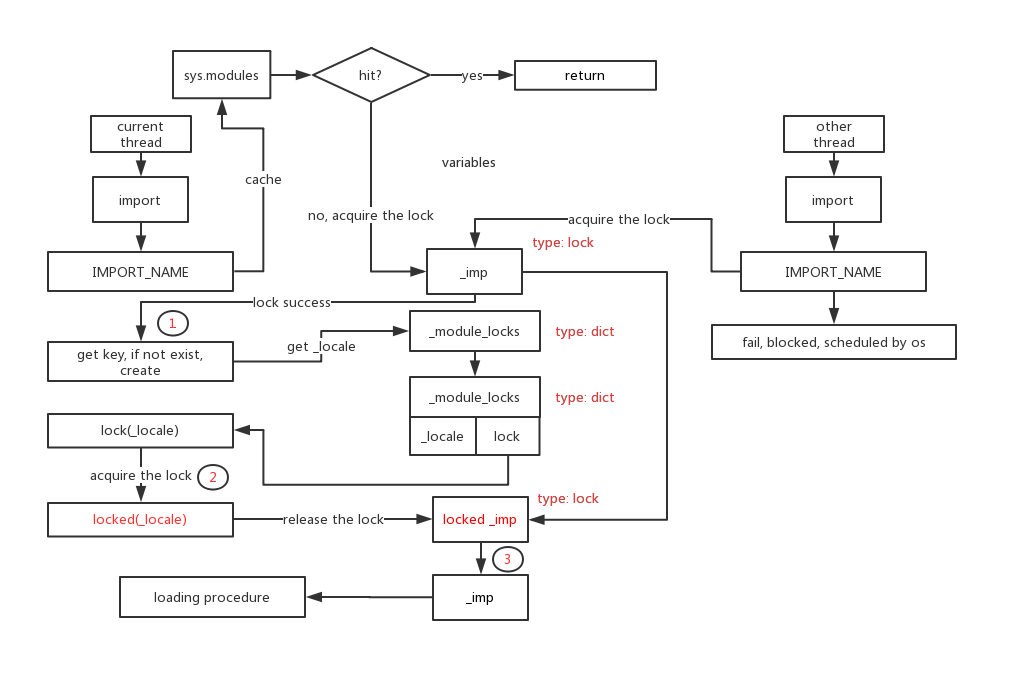 sys.modules
hit?
yes
return
current
thread
other
thread
variables
cache
import
import
no, acquire the lock
acquire the lock
type: lock
IMPORT_NAME
_imp
IMPORT_NAME
lock success
1
_module_locks
type: dict
get key, if not exist,
create
get _locale
fail, blocked, scheduled by os
_module_locks
type: dict
lock(_locale)
_locale
lock
acquire the lock
2
type: lock
locked(_locale)
release the lock
locked _imp
3
loading procedure
_imp